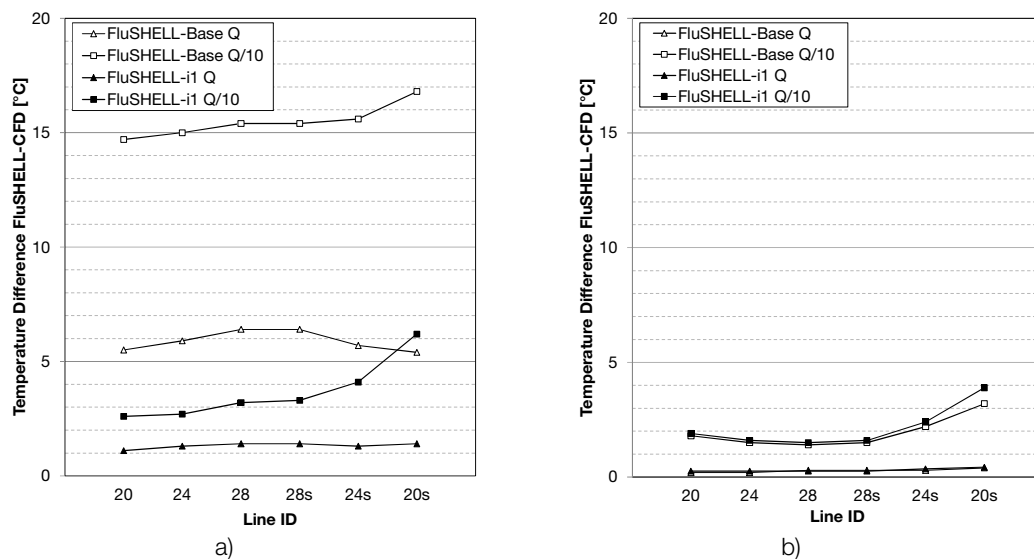 20
15
10
5
0
Temperature Difference FluSHELL-CFD [°C]
FluSHELL-Base Q
FluSHELL-Base Q/10
FluSHELL-i1 Q
FluSHELL-i1 Q/10
20 24 28 28s 24s 20s
Line ID
a)
20
15
10
5
0
Temperature Difference FluSHELL-CFD [°C]
FluSHELL-Base Q
FluSHELL-Base Q/10
FluSHELL-i1 Q
FluSHELL-i1 Q/10
20 24 28 28s 24s 20s
Line ID
b)